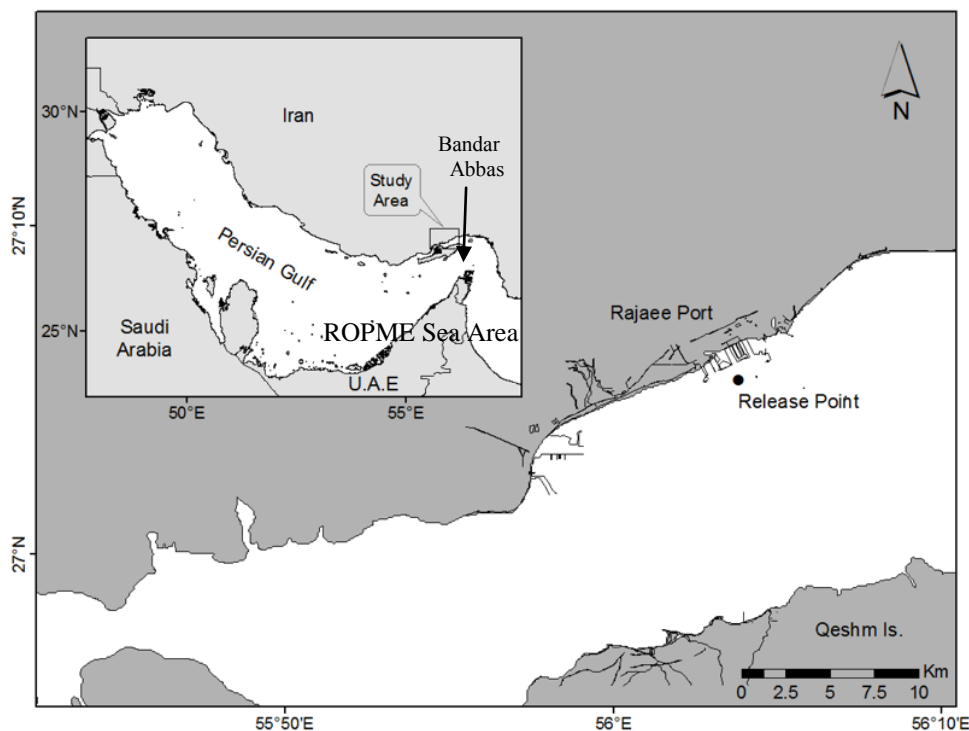 30°N
Iran
Bandar
Abbas
Study
Area
N
27°10'N
Persian Gulf
25°N
Saudi
Arabia
ROPME Sea Area
U.A.E
50°E
55°E
Rajaee Port
Release Point
27°N
Qeshm Is.
Km
0 2.5 5 7.5 10
55°50'E
56°E
56°10'E